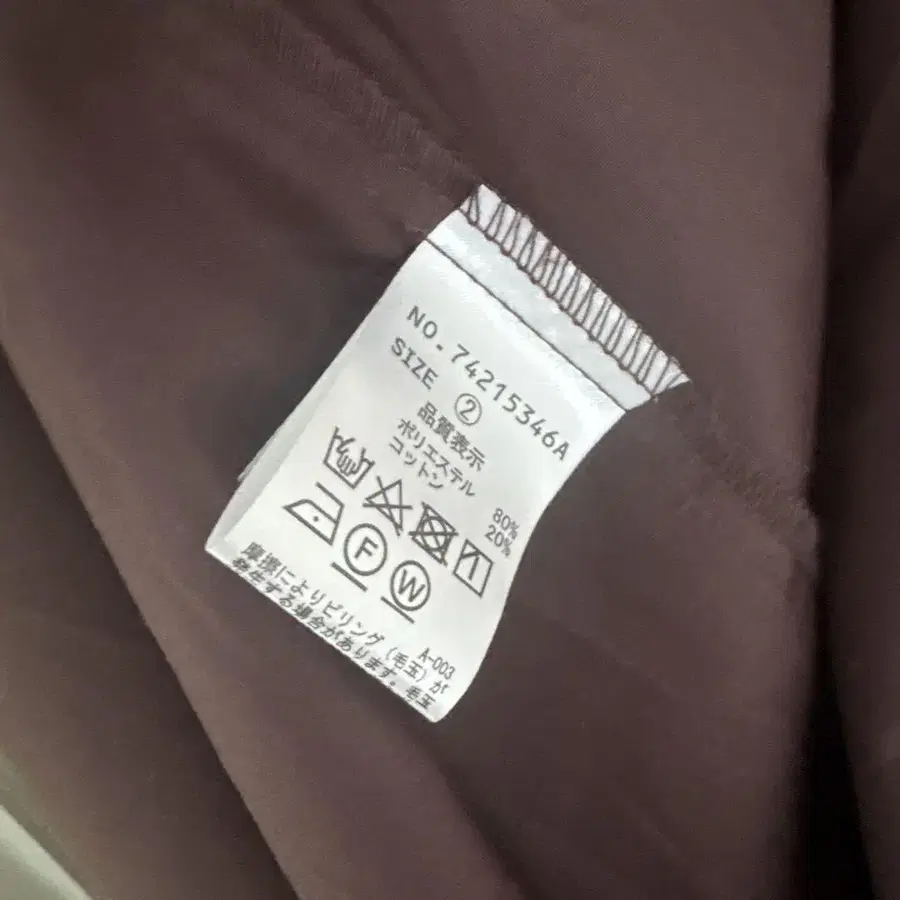 NO. 74215346A
SIZE ②
品質表示
ポリエステル 80%
コットン 20%
F W
A-003
摩擦によりピリング(毛玉)が
発生する場合があります。毛玉